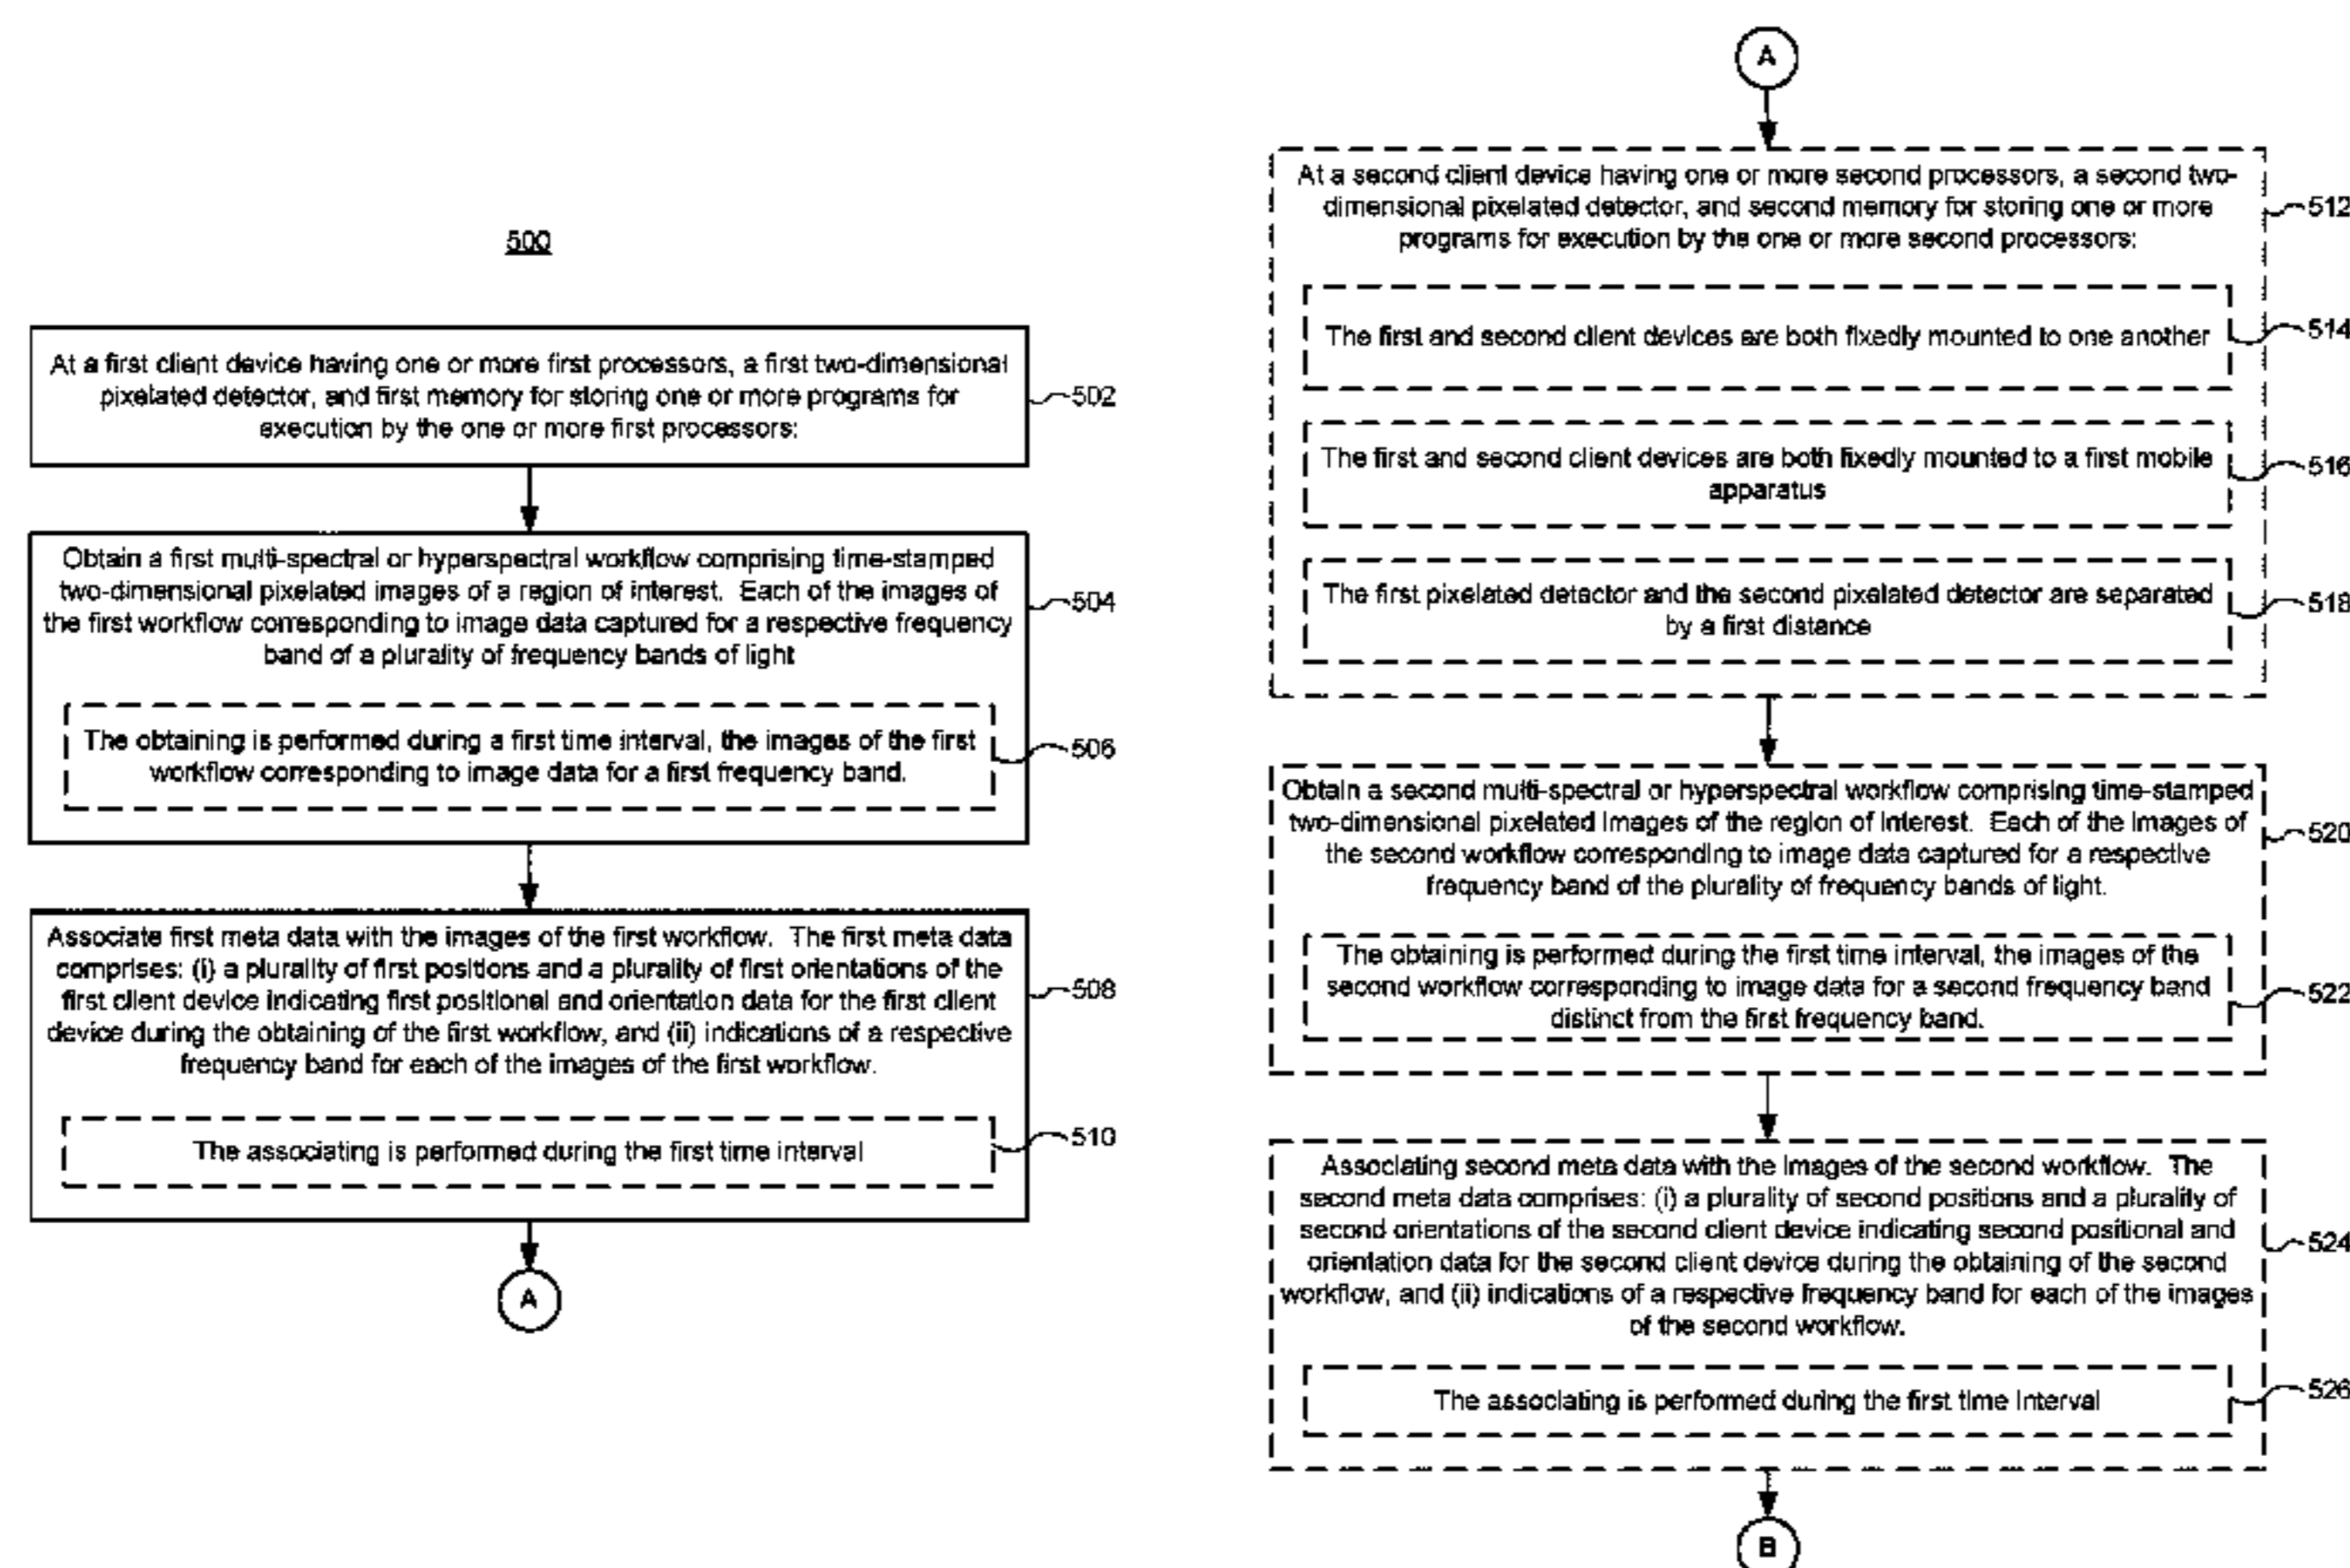 500
At a first client device having one or more first processors, a first two-dimensional
pixelated detector, and first memory for storing one or more programs for
execution by the one or more first processors:
502
Obtain a first multi-spectral or hyperspectral workflow comprising time-stamped
two-dimensional pixelated images of a region of interest. Each of the images of
the first workflow corresponding to image data captured for a respective frequency
band of a plurality of frequency bands of light
504
The obtaining is performed during a first time interval, the images of the first
workflow corresponding to image data for a first frequency band.
506
Associate first meta data with the images of the first workflow. The first meta data
comprises: (i) a plurality of first positions and a plurality of first orientations of the
first client device indicating first positional and orientation data for the first client
device during the obtaining of the first workflow, and (ii) indications of a respective
frequency band for each of the images of the first workflow.
508
The associating is performed during the first time interval
510
A
A
At a second client device having one or more second processors, a second two-
dimensional pixelated detector, and second memory for storing one or more
programs for execution by the one or more second processors:
512
The first and second client devices are both fixedly mounted to one another
514
The first and second client devices are both fixedly mounted to a first mobile
apparatus
516
The first pixelated detector and the second pixelated detector are separated
by a first distance
518
Obtain a second multi-spectral or hyperspectral workflow comprising time-stamped
two-dimensional pixelated images of the region of interest. Each of the images of
the second workflow corresponding to image data captured for a respective
frequency band of the plurality of frequency bands of light.
520
The obtaining is performed during the first time interval, the images of the
second workflow corresponding to image data for a second frequency band
distinct from the first frequency band.
522
Associating second meta data with the images of the second workflow. The
second meta data comprises: (i) a plurality of second positions and a plurality of
second orientations of the second client device indicating second positional and
orientation data for the second client device during the obtaining of the second
workflow, and (ii) indications of a respective frequency band for each of the images
of the second workflow.
524
The associating is performed during the first time interval
526
B